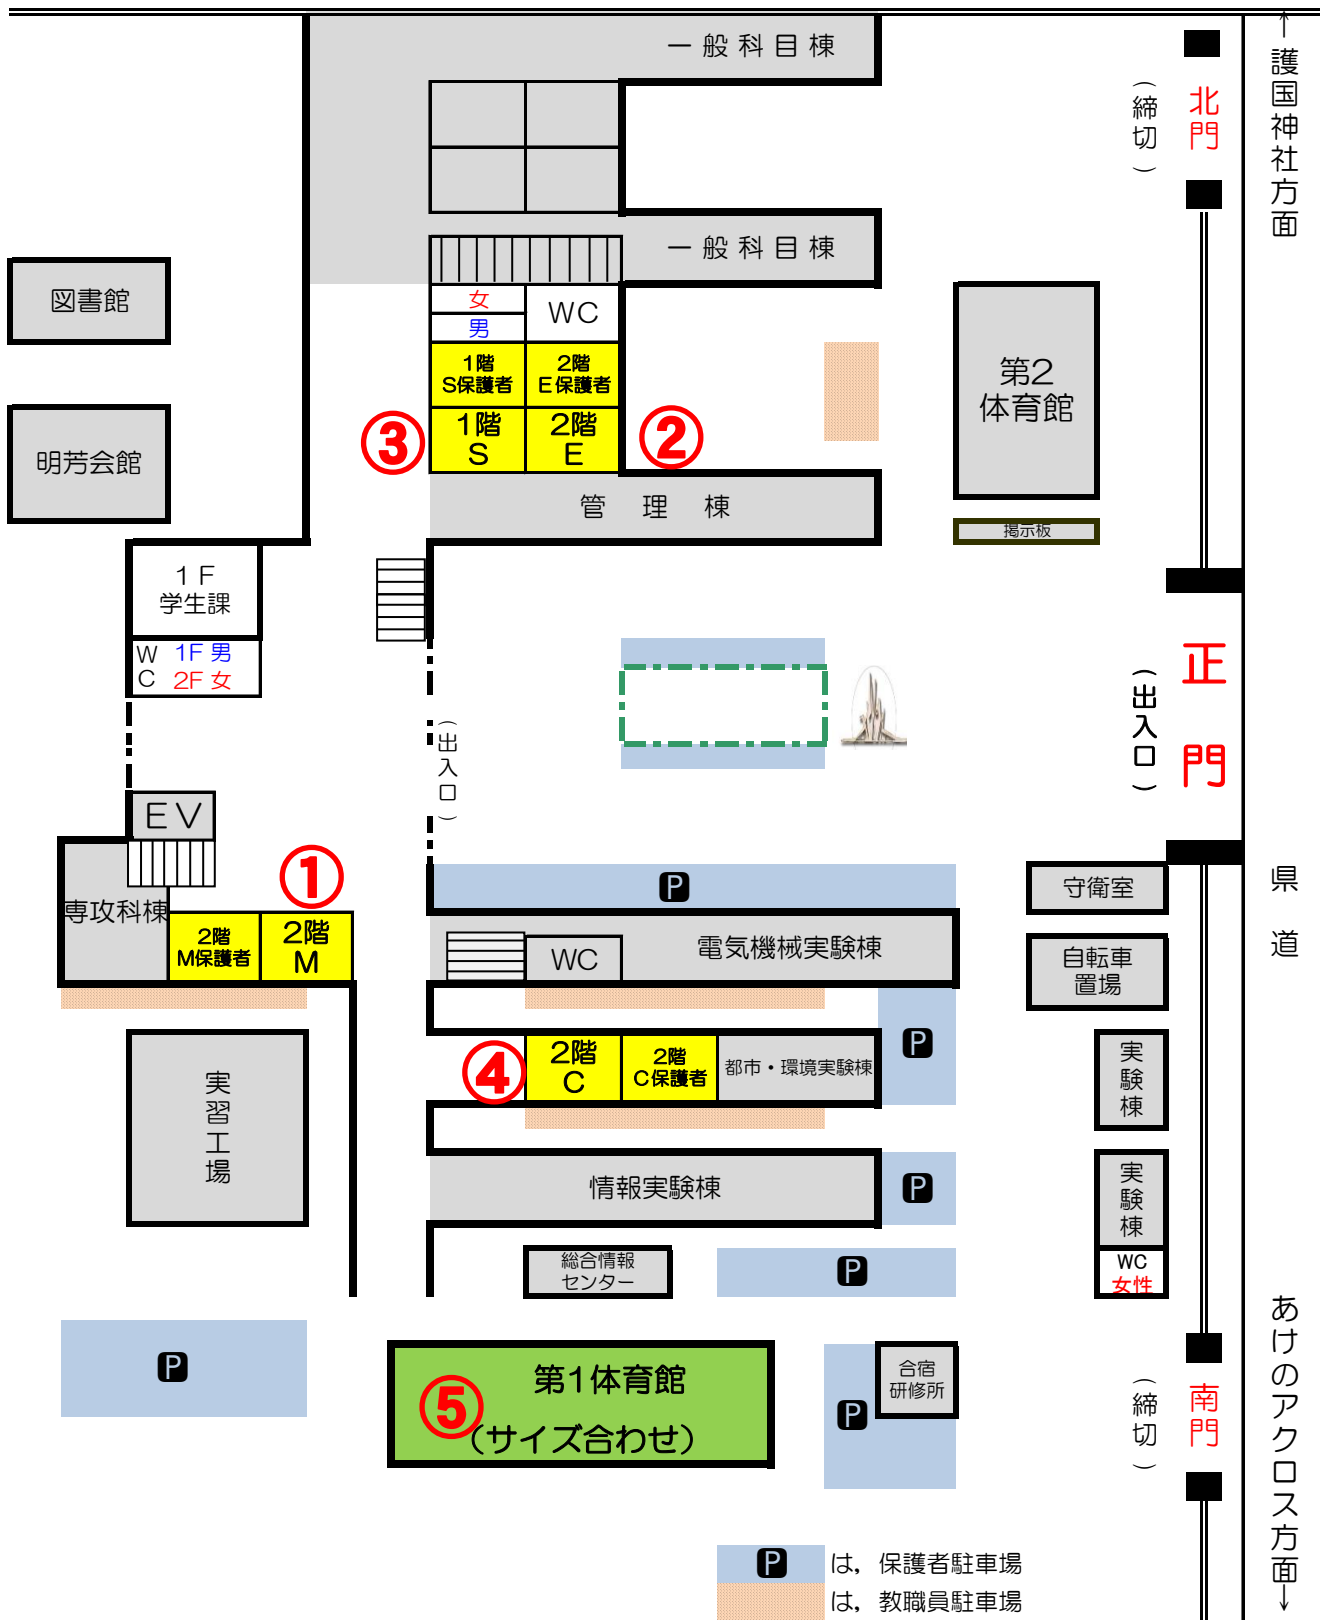 一般科目棟
↑護国神社方面
北門
（締切）
一般科目棟
図書館
女
男
WC
1階
S保護者
2階
E保護者
第2
体育館
③
1階
S
2階
E
②
明芳会館
管理棟
掲示板
1F
学生課
WC
1F 男
2F 女
正門
（出入口）
（出入口）
EV
①
専攻科棟
2階
M保護者
2階
M
P
守衛室
県道
WC
電気機械実験棟
自転車
置場
④
2階
C
2階
C保護者
都市・環境実験棟
P
実験棟
実習工場
情報実験棟
P
実験棟
WC
女性
総合情報
センター
P
P
⑤
第1体育館
（サイズ合わせ）
P
合宿
研修所
南門
（締切）
あけのアクロス方面↓
P は，保護者駐車場
は，教職員駐車場